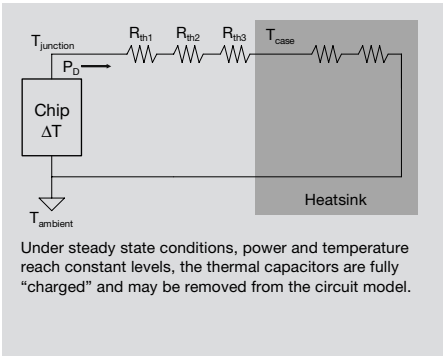 T junction
Rth1 Rth2 Rth3 Tcase
PD
Chip
ΔT
Heatsink
Tambient
Under steady state conditions, power and temperature
reach constant levels, the thermal capacitors are fully
“charged” and may be removed from the circuit model.